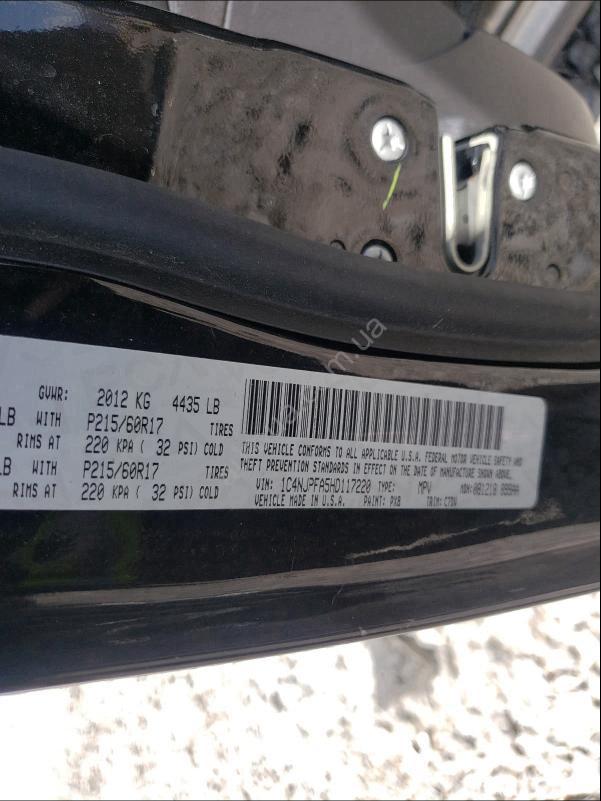 GVWR: 2012 KG 4435 LB
LB WITH P215/60R17 TIRES
RIMS AT 220 KPA ( 32 PSI) COLD
LB WITH P215/60R17 TIRES
RIMS AT 220 KPA ( 32 PSI) COLD
THIS VEHICLE CONFORMS TO ALL APPLICABLE U.S.A. FEDERAL MOTOR VEHICLE SAFETY AND
THEFT PREVENTION STANDARDS IN EFFECT ON THE DATE OF MANUFACTURE SHOWN ABOVE.
VIN: 1C4NJPFA5HD117220 TYPE: MPV MDH: 081218
VEHICLE MADE IN U.S.A. PAINT: PX8 TRIM: